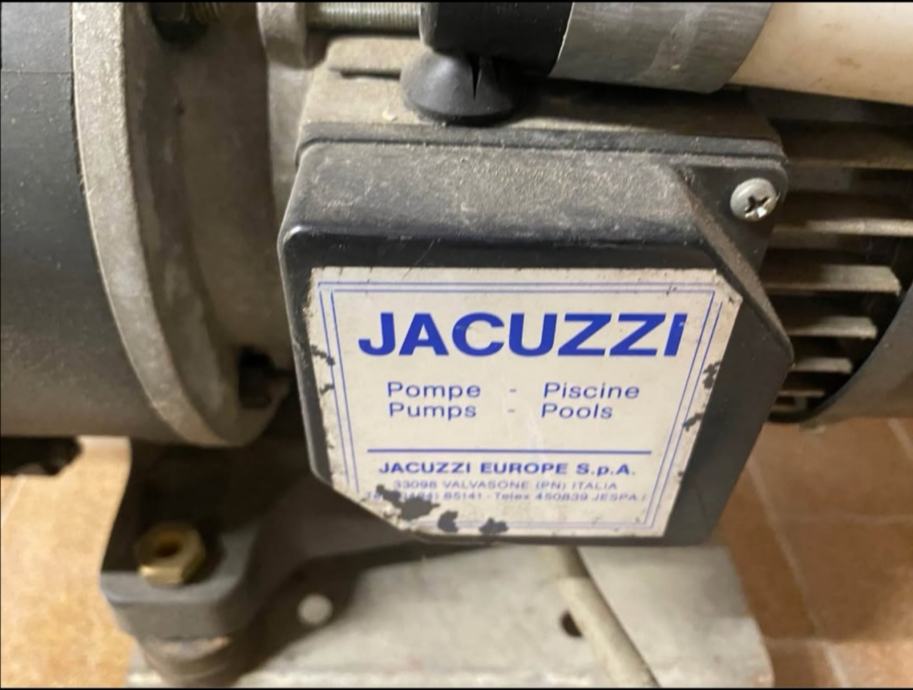 JACUZZI
Pompe - Piscine
Pumps - Pools
JACUZZI EUROPE S.p.A.
33098 VALVASONE (PN) ITALIA
85141 - Telex 450839 JESPA I